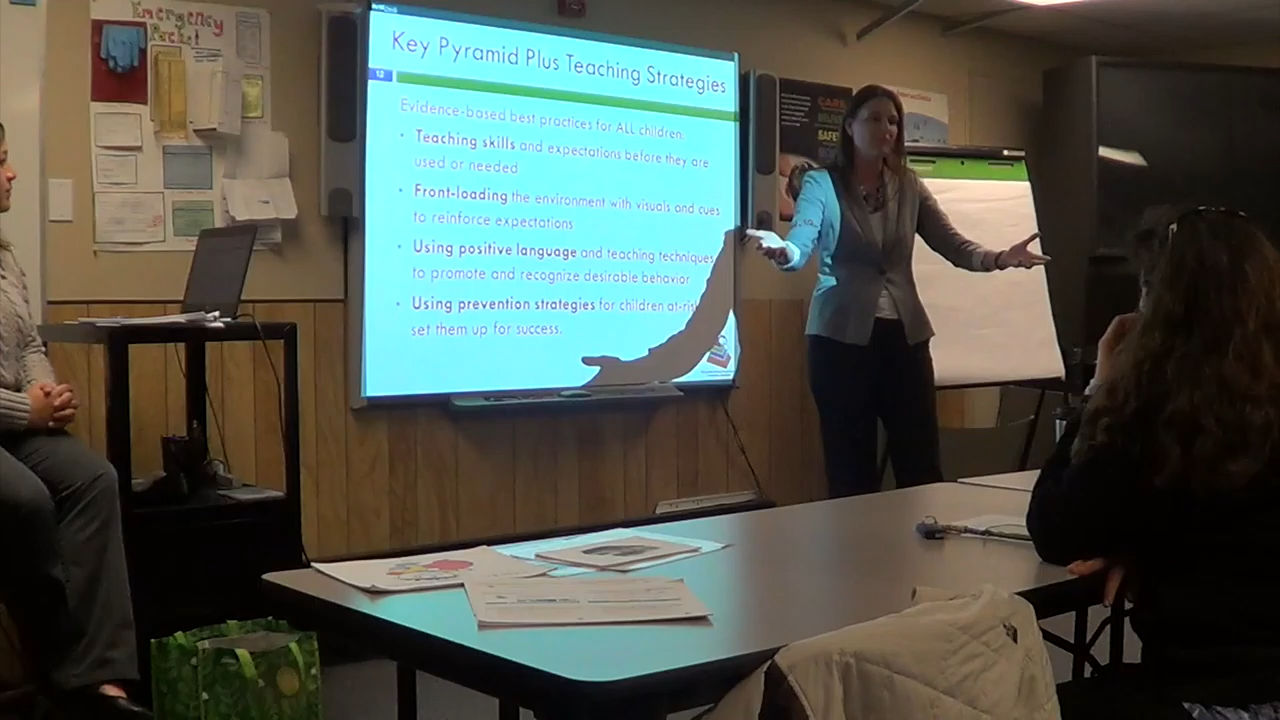 Emergency
Packet
Key Pyramid Plus Teaching Strategies
12
Evidence-based best practices for ALL children:
• Teaching skills and expectations before they are
used or needed
• Front-loading the environment with visuals and cues
to reinforce expectations
• Using positive language and teaching techniques
to promote and recognize desirable behavior
• Using prevention strategies for children
set them up for success.
CARE
SAFE